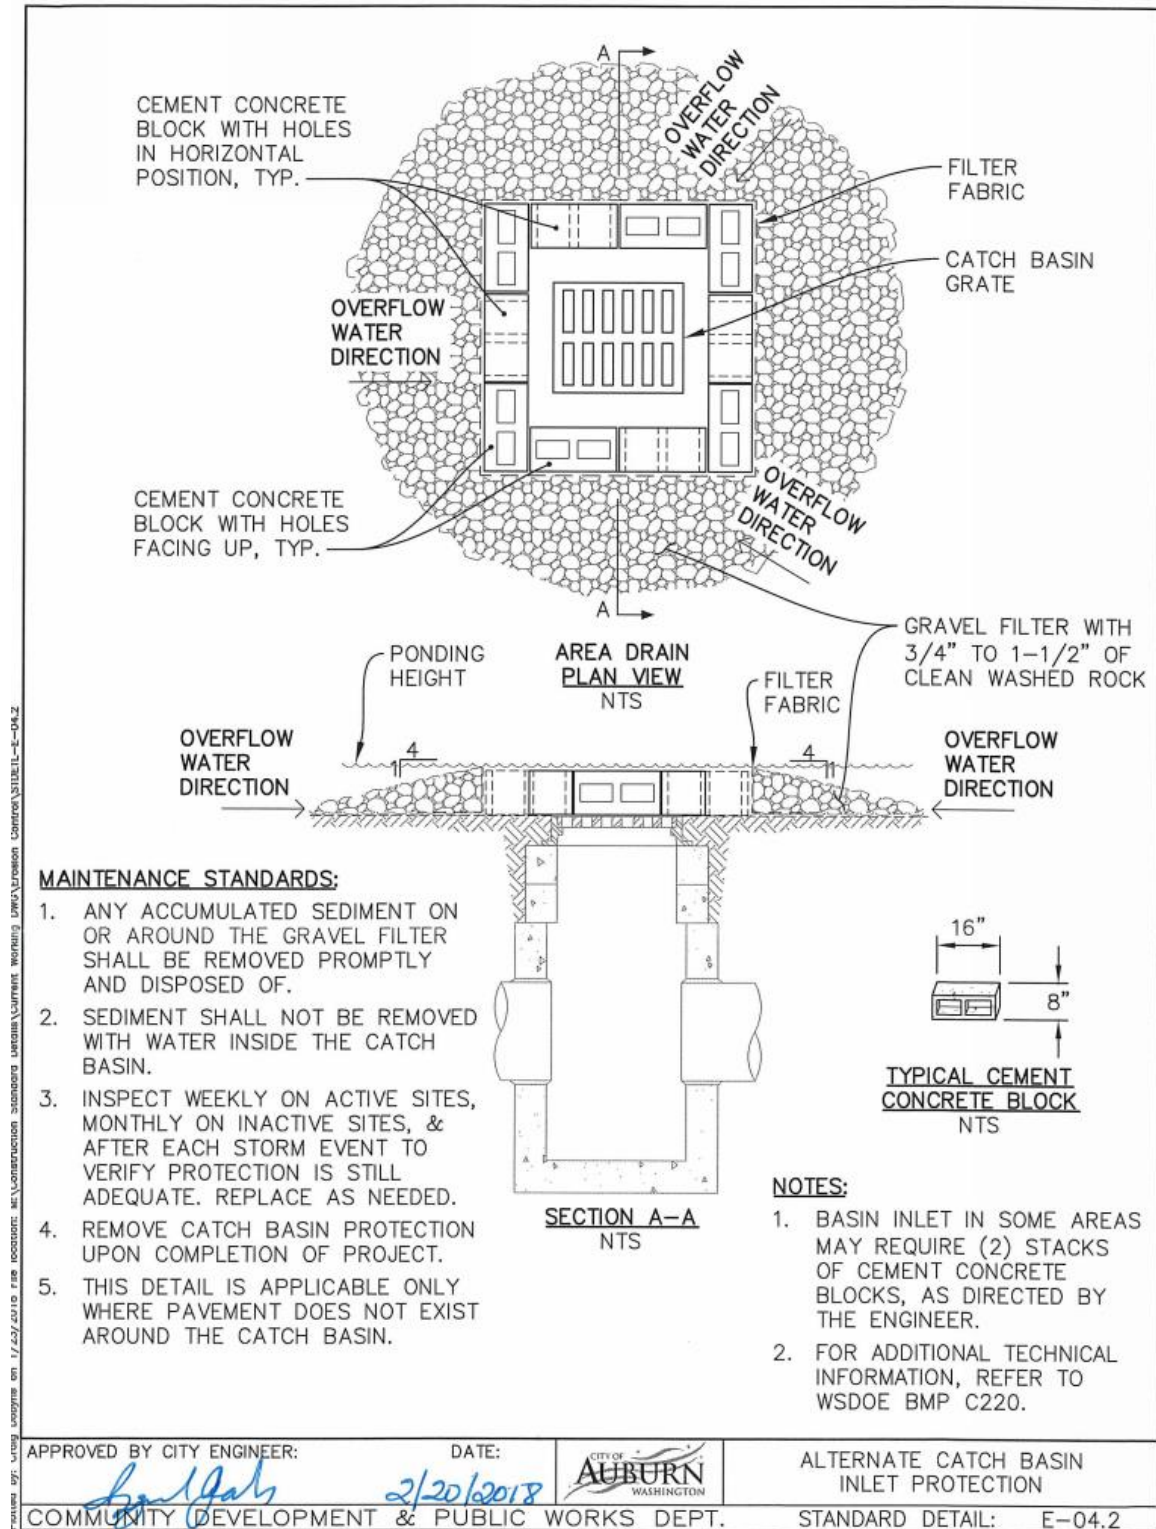 A
OVERFLOW
WATER
DIRECTION
CEMENT CONCRETE
BLOCK WITH HOLES
IN HORIZONTAL
POSITION, TYP.
FILTER
FABRIC
CATCH BASIN
GRATE
OVERFLOW
WATER
DIRECTION
CEMENT CONCRETE
BLOCK WITH HOLES
FACING UP, TYP.
OVERFLOW
WATER
DIRECTION
A
GRAVEL FILTER WITH
3/4" TO 1-1/2" OF
CLEAN WASHED ROCK
PONDING
HEIGHT
AREA DRAIN
PLAN VIEW
NTS
FILTER
FABRIC
OVERFLOW
WATER
DIRECTION
4
1
4
1
OVERFLOW
WATER
DIRECTION
MAINTENANCE STANDARDS:
1. ANY ACCUMULATED SEDIMENT ON
OR AROUND THE GRAVEL FILTER
SHALL BE REMOVED PROMPTLY
AND DISPOSED OF.
2. SEDIMENT SHALL NOT BE REMOVED
WITH WATER INSIDE THE CATCH
BASIN.
3. INSPECT WEEKLY ON ACTIVE SITES,
MONTHLY ON INACTIVE SITES, &
AFTER EACH STORM EVENT TO
VERIFY PROTECTION IS STILL
ADEQUATE. REPLACE AS NEEDED.
4. REMOVE CATCH BASIN PROTECTION
UPON COMPLETION OF PROJECT.
5. THIS DETAIL IS APPLICABLE ONLY
WHERE PAVEMENT DOES NOT EXIST
AROUND THE CATCH BASIN.
SECTION A-A
NTS
16"
8"
TYPICAL CEMENT
CONCRETE BLOCK
NTS
NOTES:
1. BASIN INLET IN SOME AREAS
MAY REQUIRE (2) STACKS
OF CEMENT CONCRETE
BLOCKS, AS DIRECTED BY
THE ENGINEER.
2. FOR ADDITIONAL TECHNICAL
INFORMATION, REFER TO
WSDOE BMP C220.
APPROVED BY CITY ENGINEER:
DATE:
2/20/2018
CITY OF
AUBURN
WASHINGTON
ALTERNATE CATCH BASIN
INLET PROTECTION
COMMUNITY DEVELOPMENT & PUBLIC WORKS DEPT.
STANDARD DETAIL: E-04.2